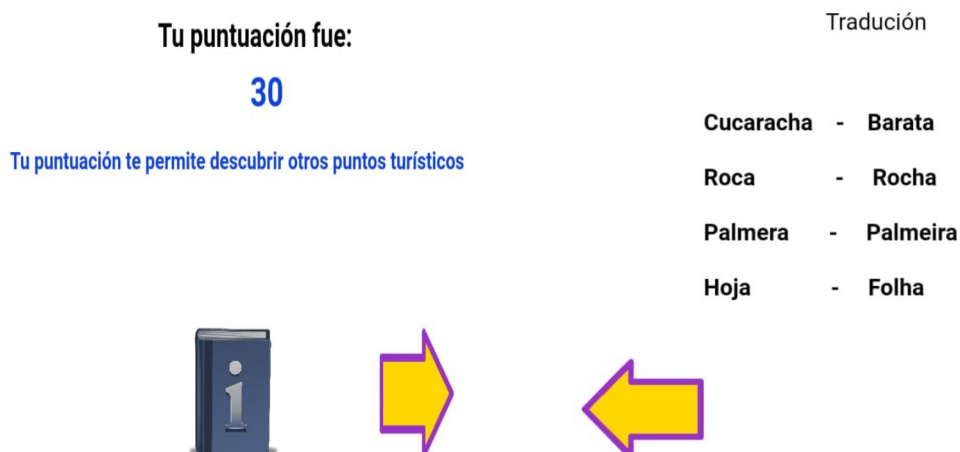 Tu puntuación fue:
30
Tu puntuación te permite descubrir otros puntos turísticos
i
Tradución
Cucaracha - Barata
Roca - Rocha
Palmera - Palmeira
Hoja - Folha